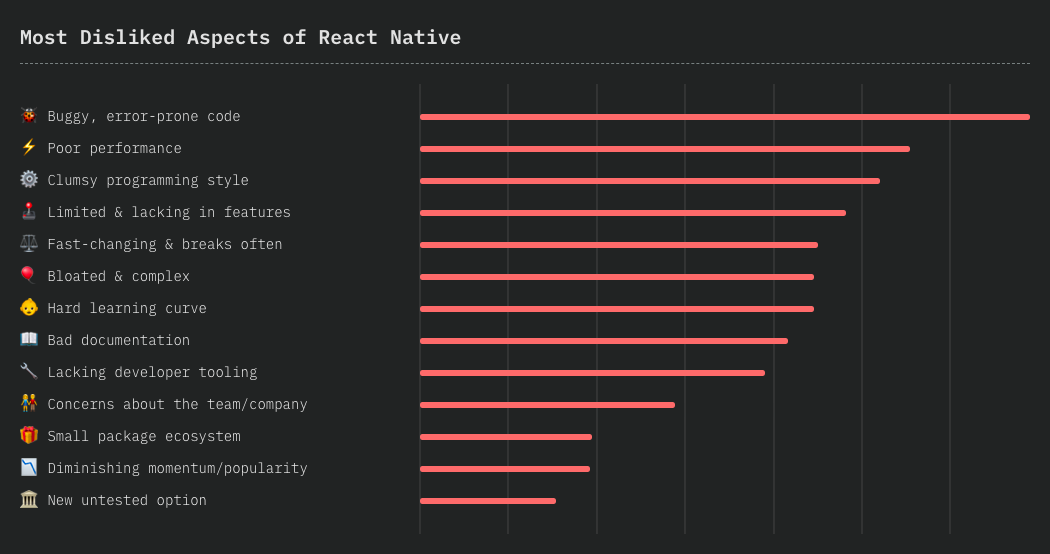 Most Disliked Aspects of React Native
Buggy, error-prone code
Poor performance
Clumsy programming style
Limited & lacking in features
Fast-changing & breaks often
Bloated & complex
Hard learning curve
Bad documentation
Lacking developer tooling
Concerns about the team/company
Small package ecosystem
Diminishing momentum/popularity
New untested option